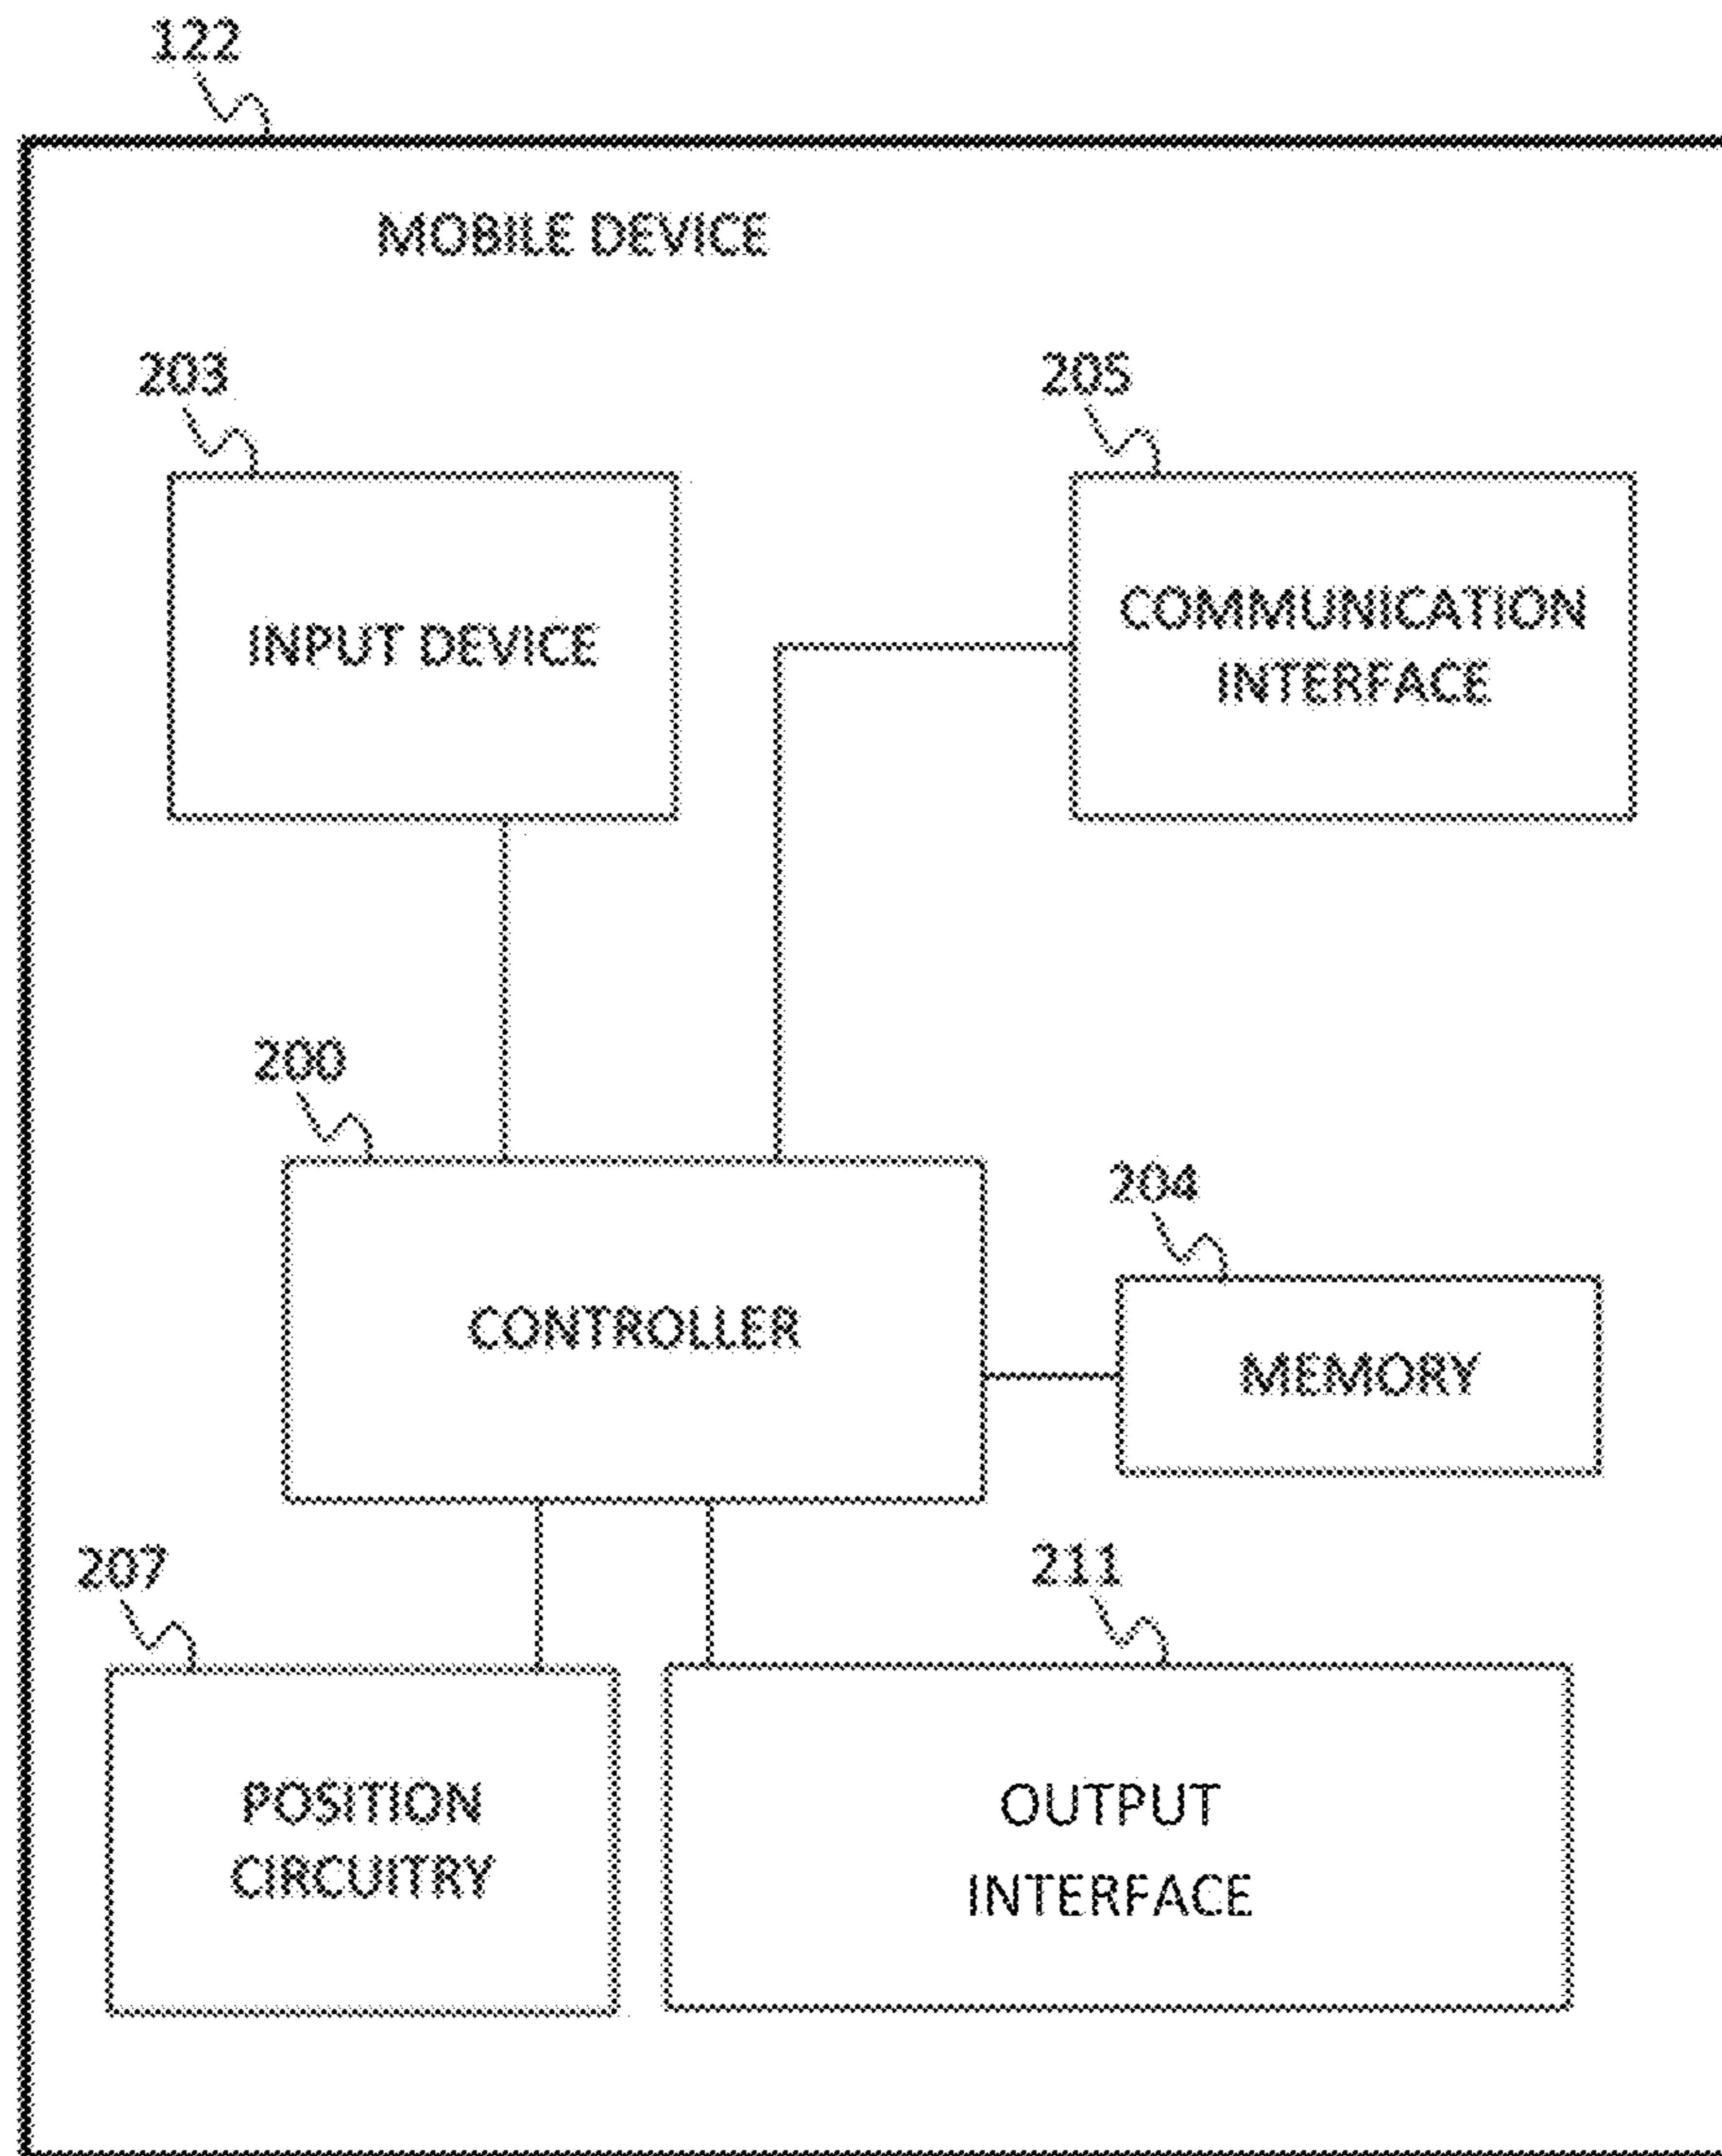 122
MOBILE DEVICE
203
205
INPUT DEVICE
COMMUNICATION
INTERFACE
200
204
CONTROLLER
MEMORY
207
211
POSITION
CIRCUITRY
OUTPUT
INTERFACE